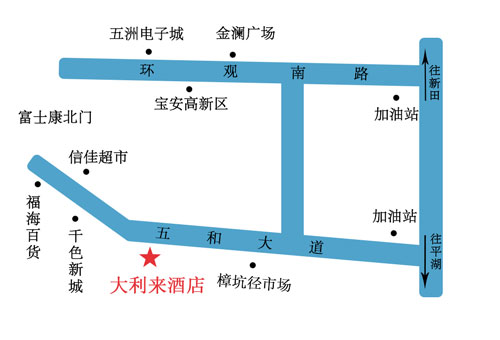 五洲电子城
金澜广场
环观南路
往新田
宝安高新区
加油站
富士康北门
信佳超市
福海百货
千色新城
五和大道
加油站
往平湖
大利来酒店
樟坑径市场